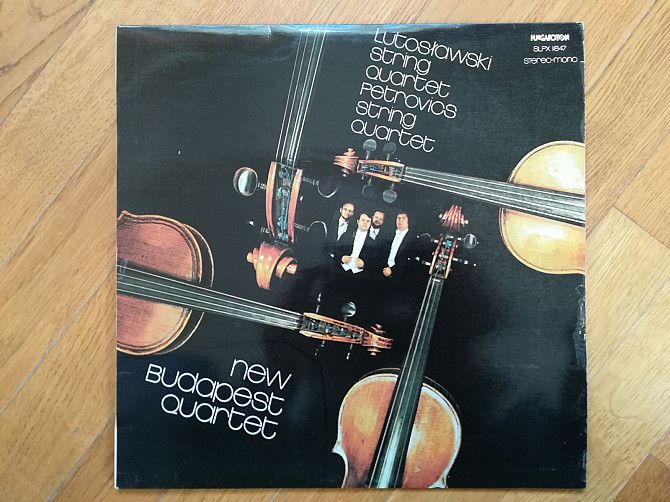 Lutosławski
String
Quartet
Petrovics
String
Quartet
HUNGAROTON
SLPX 11847
STEREO-MONO
new
Budapest
Quartet